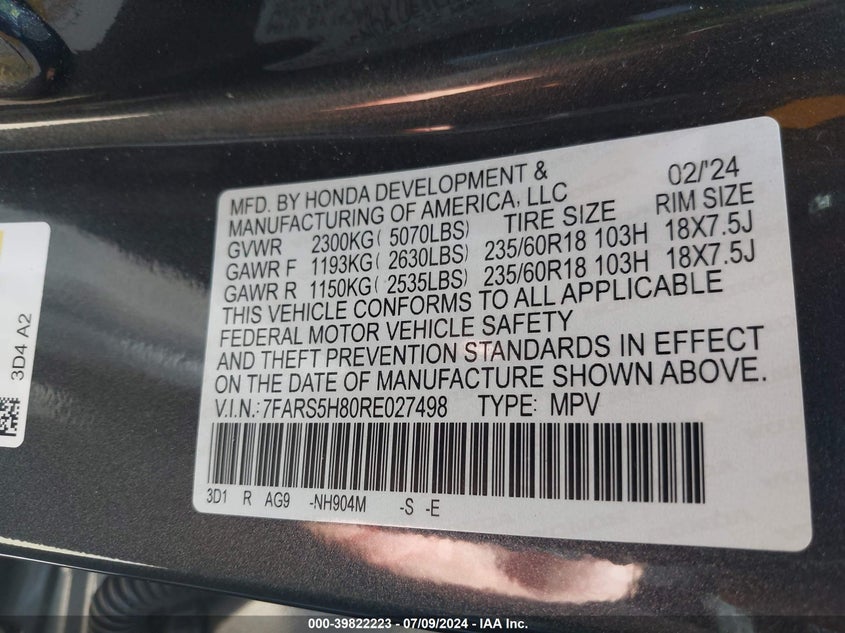 MFD. BY HONDA DEVELOPMENT & 02/'24
MANUFACTURING OF AMERICA, LLC
TIRE SIZE RIM SIZE
GVWR 2300KG( 5070LBS)
GAWR F 1193KG( 2630LBS) 235/60R18 103H 18X7.5J
GAWR R 1150KG( 2535LBS) 235/60R18 103H 18X7.5J
THIS VEHICLE CONFORMS TO ALL APPLICABLE
FEDERAL MOTOR VEHICLE SAFETY
AND THEFT PREVENTION STANDARDS IN EFFECT
ON THE DATE OF MANUFACTURE SHOWN ABOVE.
V.I.N.: 7FARS5H80RE027498 TYPE: MPV
3D1 R AG9 -NH904M -S -E
3D4 A2
000-39822223 - 07/09/2024 - IAA Inc.